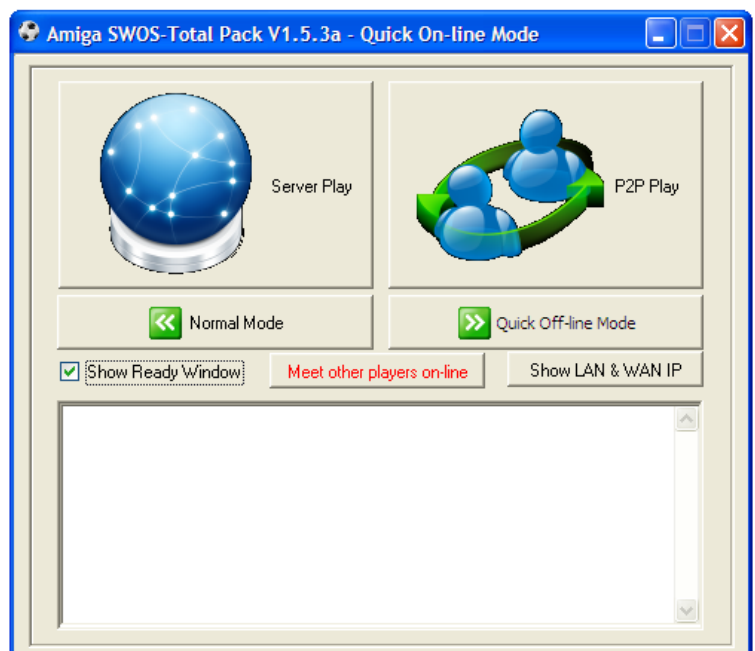 Amiga SWOS-Total Pack V1.5.3a - Quick On-line Mode
Server Play
P2P Play
Normal Mode
Quick Off-line Mode
Show Ready Window
Meet other players on-line
Show LAN & WAN IP